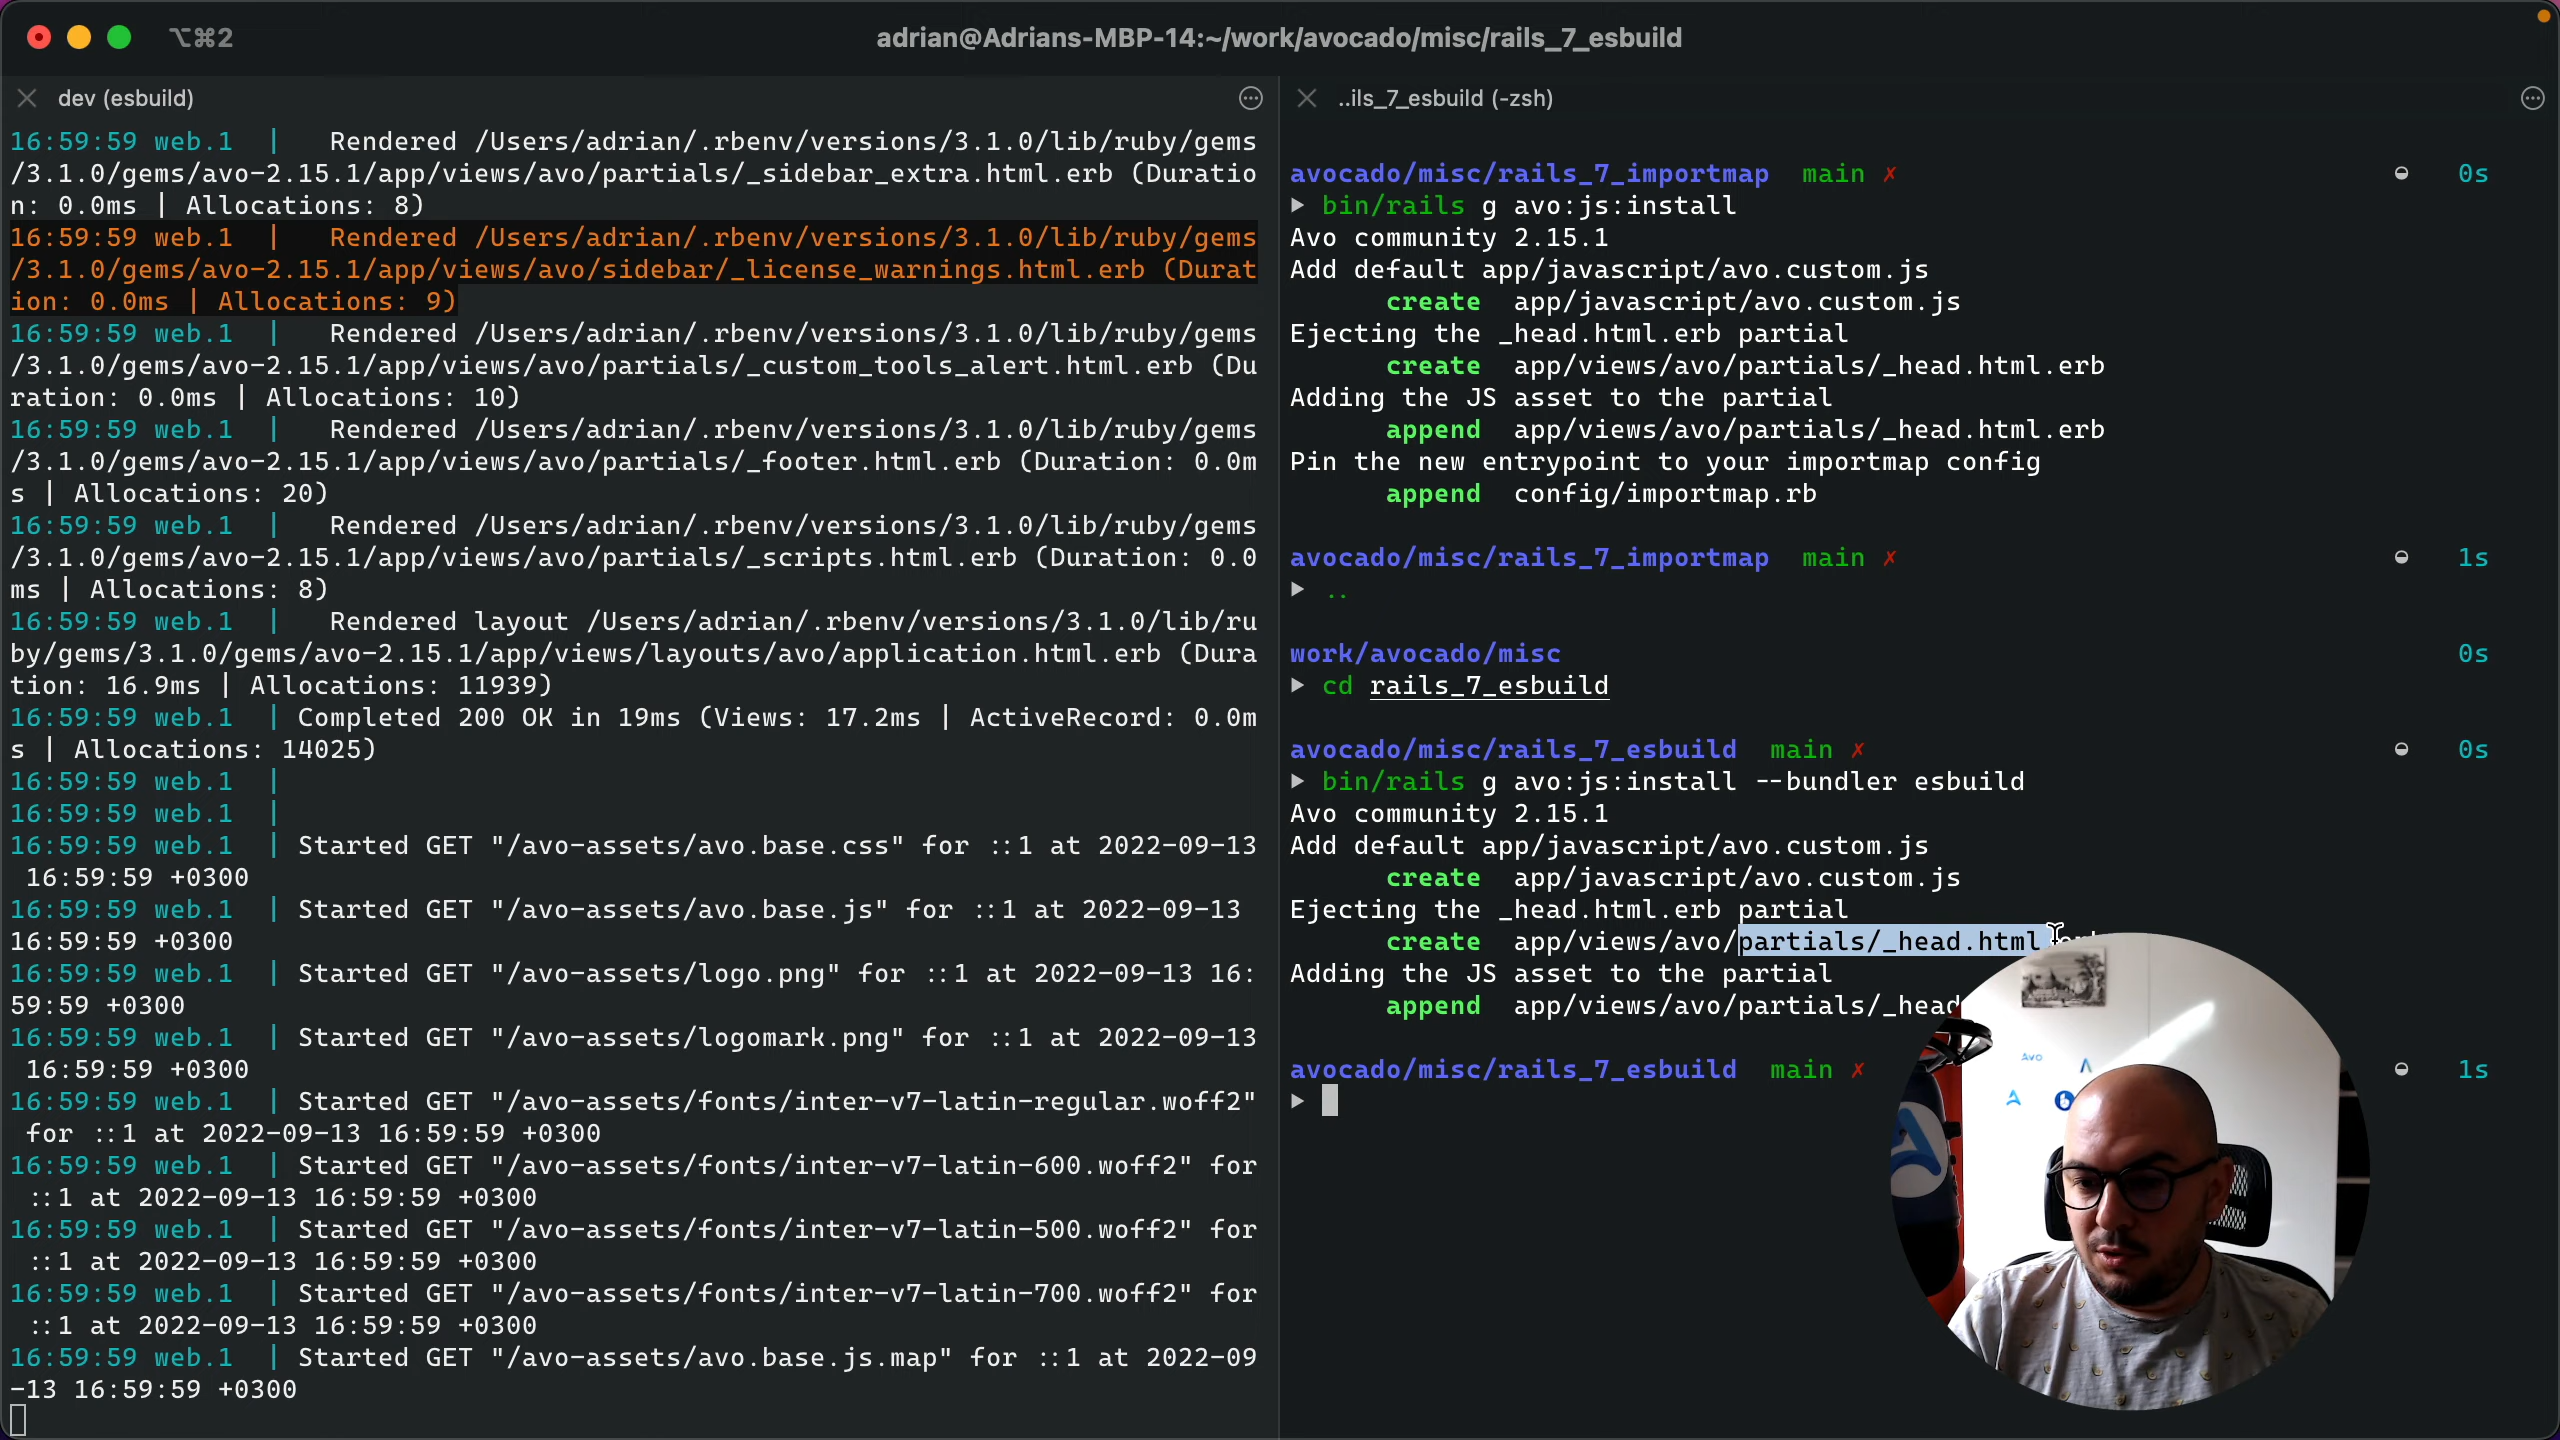 ⌥⌘2
adrian@Adrians-MBP-14:~/work/avocado/misc/rails_7_esbuild
dev (esbuild)
16:59:59 web.1  |   Rendered /Users/adrian/.rbenv/versions/3.1.0/lib/ruby/gems
/3.1.0/gems/avo-2.15.1/app/views/avo/partials/_sidebar_extra.html.erb (Duratio
n: 0.0ms | Allocations: 8)
16:59:59 web.1  |   Rendered /Users/adrian/.rbenv/versions/3.1.0/lib/ruby/gems
/3.1.0/gems/avo-2.15.1/app/views/avo/sidebar/_license_warnings.html.erb (Durat
ion: 0.0ms | Allocations: 9)
16:59:59 web.1  |   Rendered /Users/adrian/.rbenv/versions/3.1.0/lib/ruby/gems
/3.1.0/gems/avo-2.15.1/app/views/avo/partials/_custom_tools_alert.html.erb (Du
ration: 0.0ms | Allocations: 10)
16:59:59 web.1  |   Rendered /Users/adrian/.rbenv/versions/3.1.0/lib/ruby/gems
/3.1.0/gems/avo-2.15.1/app/views/avo/partials/_footer.html.erb (Duration: 0.0m
s | Allocations: 20)
16:59:59 web.1  |   Rendered /Users/adrian/.rbenv/versions/3.1.0/lib/ruby/gems
/3.1.0/gems/avo-2.15.1/app/views/avo/partials/_scripts.html.erb (Duration: 0.0
ms | Allocations: 8)
16:59:59 web.1  |   Rendered layout /Users/adrian/.rbenv/versions/3.1.0/lib/ru
by/gems/3.1.0/gems/avo-2.15.1/app/views/layouts/avo/application.html.erb (Dura
tion: 16.9ms | Allocations: 11939)
16:59:59 web.1  | Completed 200 OK in 19ms (Views: 17.2ms | ActiveRecord: 0.0m
s | Allocations: 14025)
16:59:59 web.1  |
16:59:59 web.1  |
16:59:59 web.1  | Started GET "/avo-assets/avo.base.css" for ::1 at 2022-09-13
16:59:59 +0300
16:59:59 web.1  | Started GET "/avo-assets/avo.base.js" for ::1 at 2022-09-13
16:59:59 +0300
16:59:59 web.1  | Started GET "/avo-assets/logo.png" for ::1 at 2022-09-13 16:
59:59 +0300
16:59:59 web.1  | Started GET "/avo-assets/logomark.png" for ::1 at 2022-09-13
16:59:59 +0300
16:59:59 web.1  | Started GET "/avo-assets/fonts/inter-v7-latin-regular.woff2"
for ::1 at 2022-09-13 16:59:59 +0300
16:59:59 web.1  | Started GET "/avo-assets/fonts/inter-v7-latin-600.woff2" for
::1 at 2022-09-13 16:59:59 +0300
16:59:59 web.1  | Started GET "/avo-assets/fonts/inter-v7-latin-500.woff2" for
::1 at 2022-09-13 16:59:59 +0300
16:59:59 web.1  | Started GET "/avo-assets/fonts/inter-v7-latin-700.woff2" for
::1 at 2022-09-13 16:59:59 +0300
16:59:59 web.1  | Started GET "/avo-assets/avo.base.js.map" for ::1 at 2022-09
-13 16:59:59 +0300
..ils_7_esbuild (-zsh)
avocado/misc/rails_7_importmap  main ✗ 0s
▶ bin/rails g avo:js:install
Avo community 2.15.1
Add default app/javascript/avo.custom.js
create  app/javascript/avo.custom.js
Ejecting the _head.html.erb partial
create  app/views/avo/partials/_head.html.erb
Adding the JS asset to the partial
append  app/views/avo/partials/_head.html.erb
Pin the new entrypoint to your importmap config
append  config/importmap.rb
avocado/misc/rails_7_importmap  main ✗ 1s
▶ ..
work/avocado/misc 0s
▶ cd rails_7_esbuild
avocado/misc/rails_7_esbuild  main ✗ 0s
▶ bin/rails g avo:js:install --bundler esbuild
Avo community 2.15.1
Add default app/javascript/avo.custom.js
create  app/javascript/avo.custom.js
Ejecting the _head.html.erb partial
create  app/views/avo/partials/_head.html
Adding the JS asset to the partial
append  app/views/avo/partials/_head
avocado/misc/rails_7_esbuild  main ✗ 1s
▶
Avo